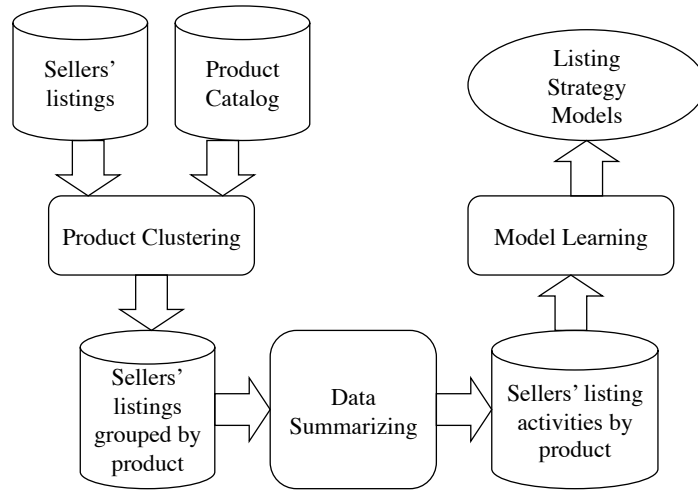 Sellers’
listings
Product
Catalog
Listing
Strategy
Models
Product Clustering
Model Learning
Sellers’
listings
grouped by
product
Data
Summarizing
Sellers’ listing
activities by
product